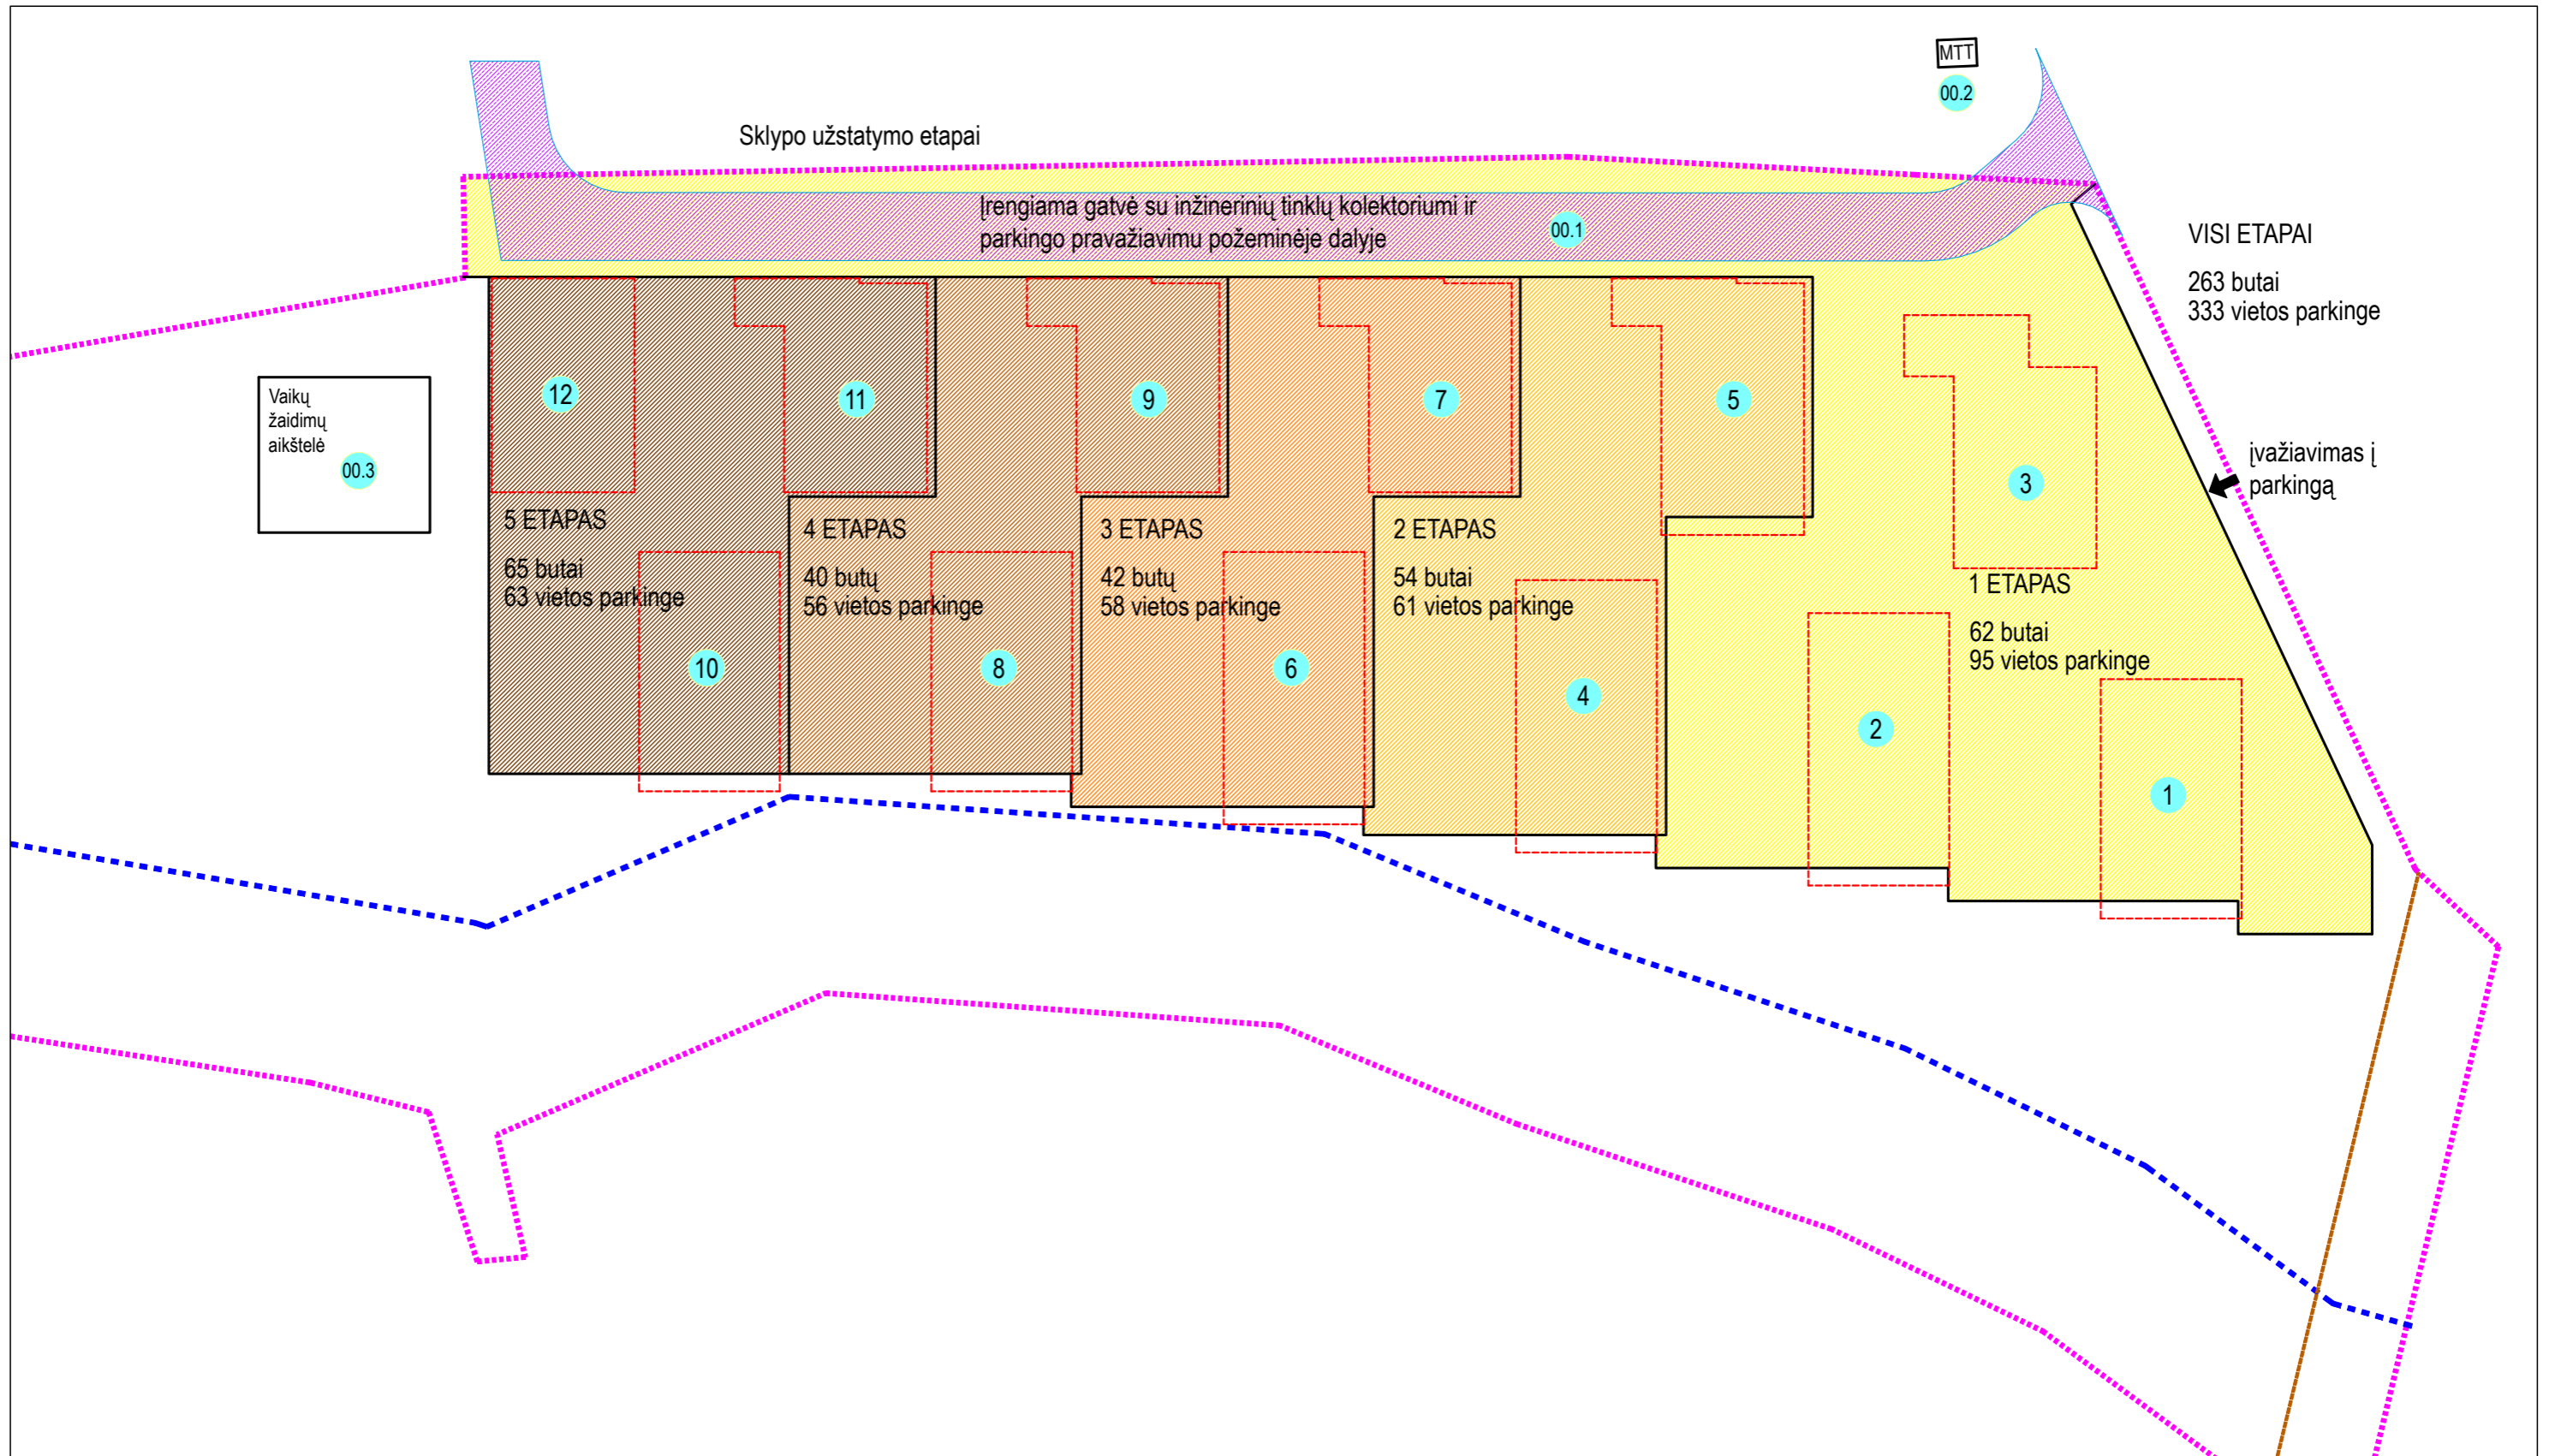 MTT
00.2
Sklypo užstatymo etapai
Įrengiama gatvė su inžinerinių tinklų kolektoriumi ir
parkingo pravažiavimu požeminėje dalyje
00.1
VISI ETAPAI
263 butai
333 vietos parkinge
įvažiavimas į
parkingą
Vaikų
žaidimų
aikštelė
00.3
12
11
9
7
5
3
5 ETAPAS
65 butai
63 vietos parkinge
4 ETAPAS
40 butų
56 vietos parkinge
3 ETAPAS
42 butų
58 vietos parkinge
2 ETAPAS
54 butai
61 vietos parkinge
1 ETAPAS
62 butai
95 vietos parkinge
10
8
6
4
2
1